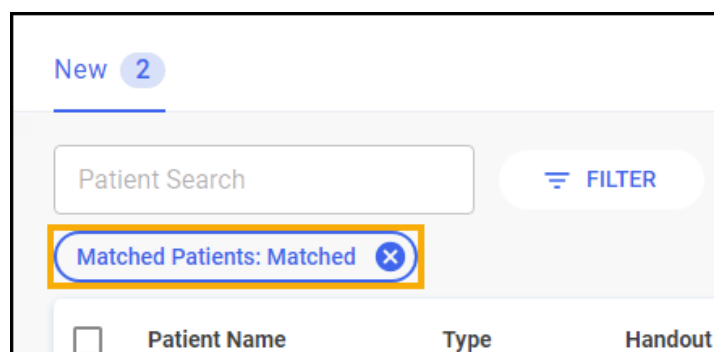 New 2
Patient Search
FILTER
Matched Patients: Matched
Patient Name Type Handout